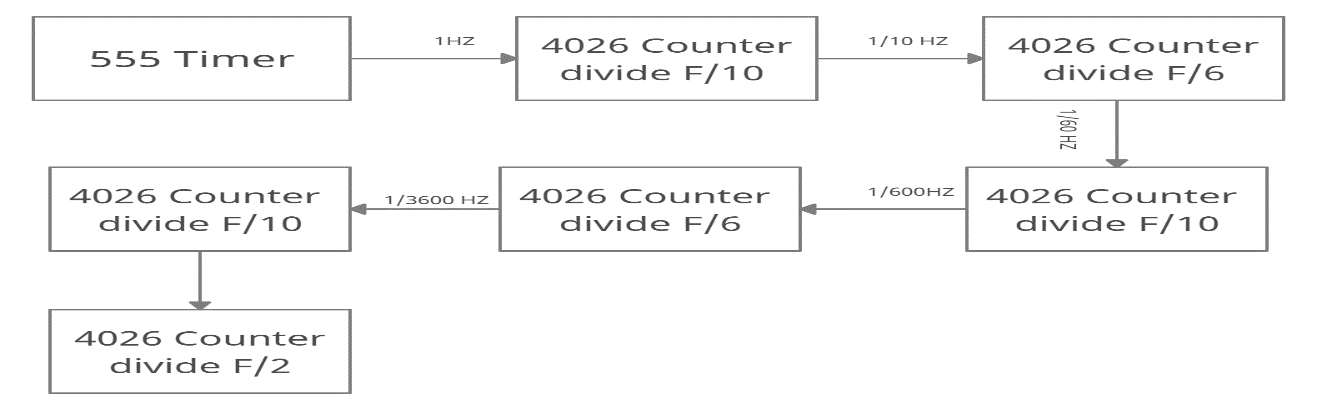 555 Timer
1HZ
4026 Counter
divide F/10
1/10 HZ
4026 Counter
divide F/6
1/60 HZ
4026 Counter
divide F/10
1/600HZ
4026 Counter
divide F/6
1/3600 HZ
4026 Counter
divide F/10
4026 Counter
divide F/2